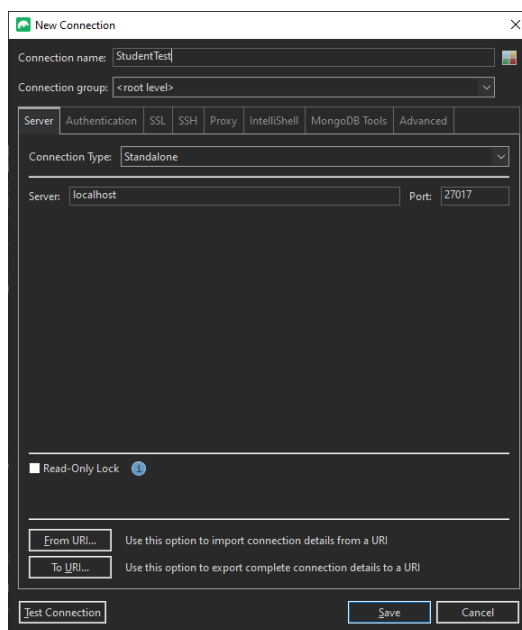 New Connection
Connection name: StudentTest
Connection group: <root level>
Server Authentication SSL SSH Proxy IntelliShell MongoDB Tools Advanced
Connection Type: Standalone
Server: localhost Port: 27017
Read-Only Lock
From URI... Use this option to import connection details from a URI
To URI... Use this option to export complete connection details to a URI
Test Connection Save Cancel